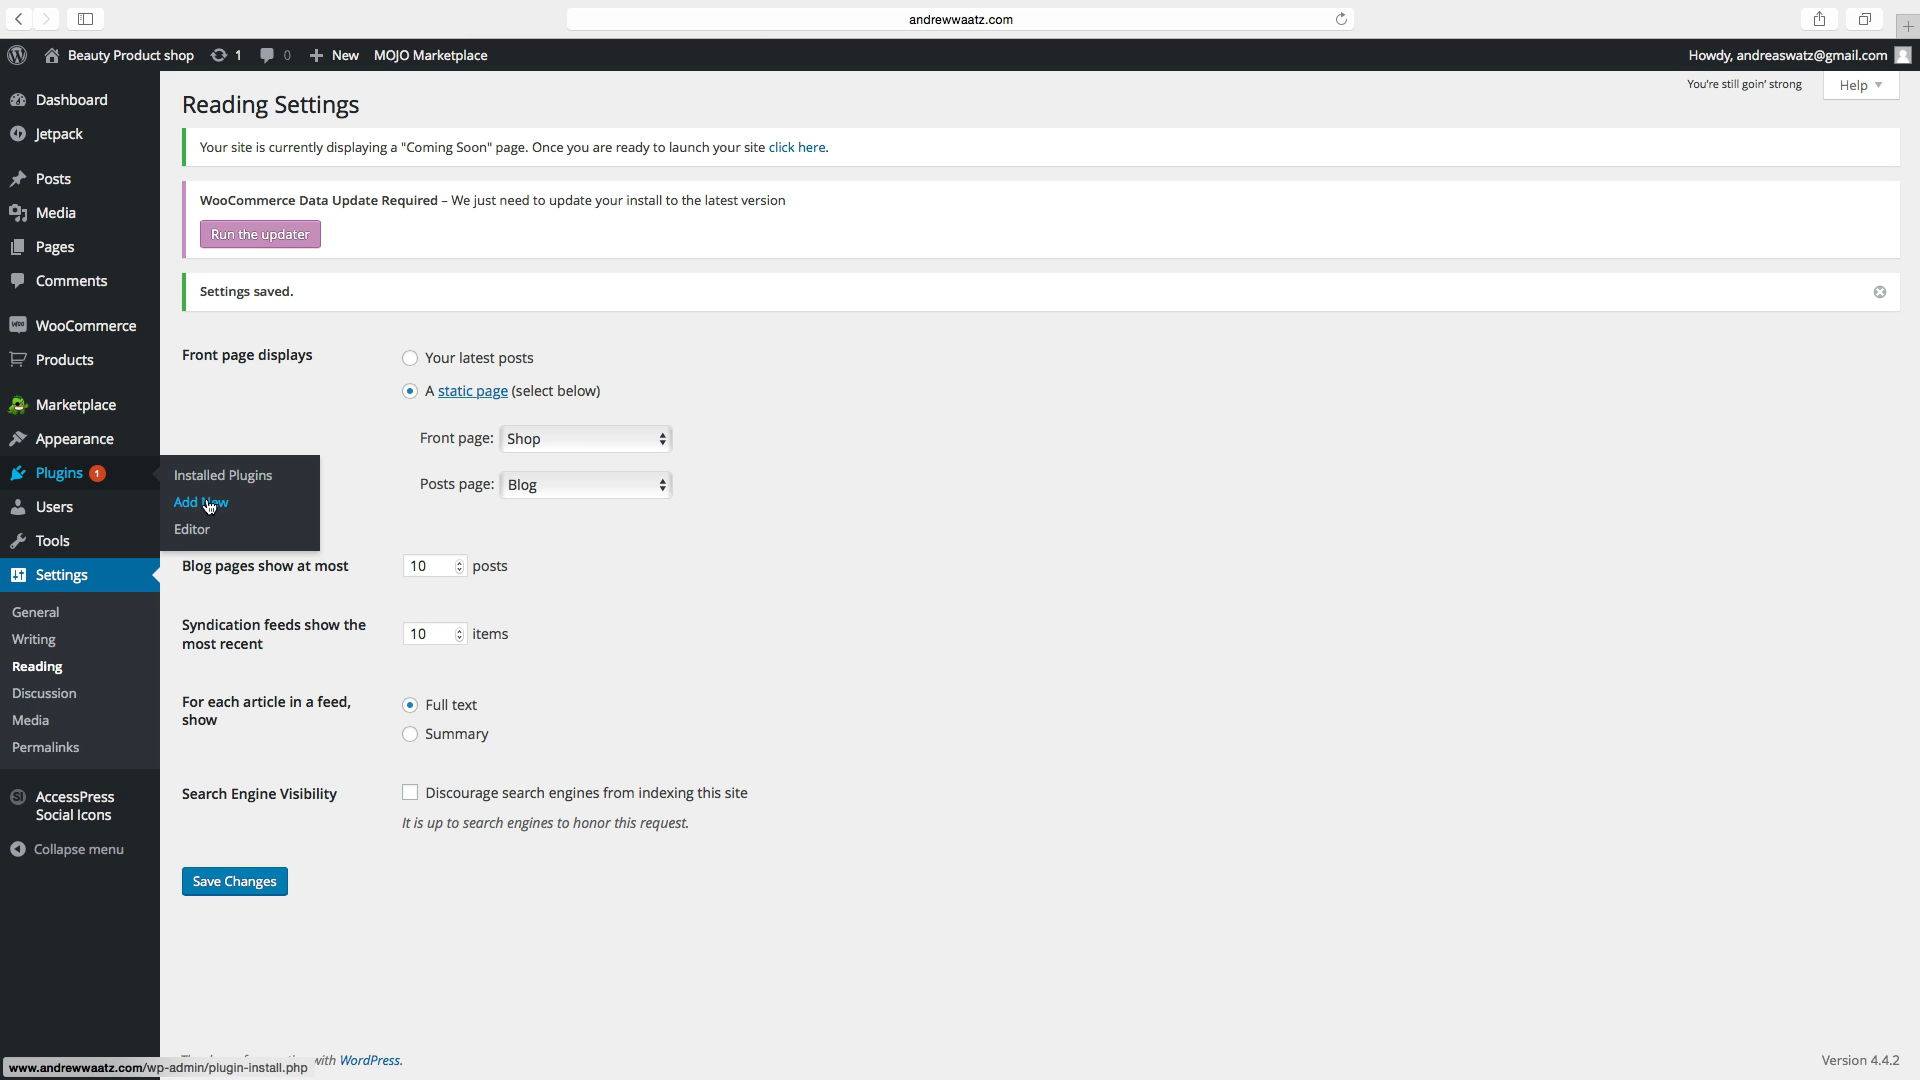 andrewwaatz.com
Beauty Product shop 1 0 New MOJO Marketplace
Howdy, andreaswatz@gmail.com
You're still goin' strong
Help
Dashboard
Jetpack
Posts
Media
Pages
Comments
WooCommerce
Products
Marketplace
Appearance
Plugins 1
Installed Plugins
Add
Editor
Users
Tools
Settings
General
Writing
Reading
Discussion
Media
Permalinks
AccessPress
Social Icons
Collapse menu
Reading Settings
Your site is currently displaying a "Coming Soon" page. Once you are ready to launch your site click here.
WooCommerce Data Update Required – We just need to update your install to the latest version
Run the updater
Settings saved.
Front page displays
Your latest posts
A static page (select below)
Front page: Shop
Posts page: Blog
Blog pages show at most
10 posts
Syndication feeds show the
most recent
10 items
For each article in a feed,
show
Full text
Summary
Search Engine Visibility
Discourage search engines from indexing this site
It is up to search engines to honor this request.
Save Changes
with WordPress.
Version 4.4.2
www.andrewwaatz.com/wp-admin/plugin-install.php